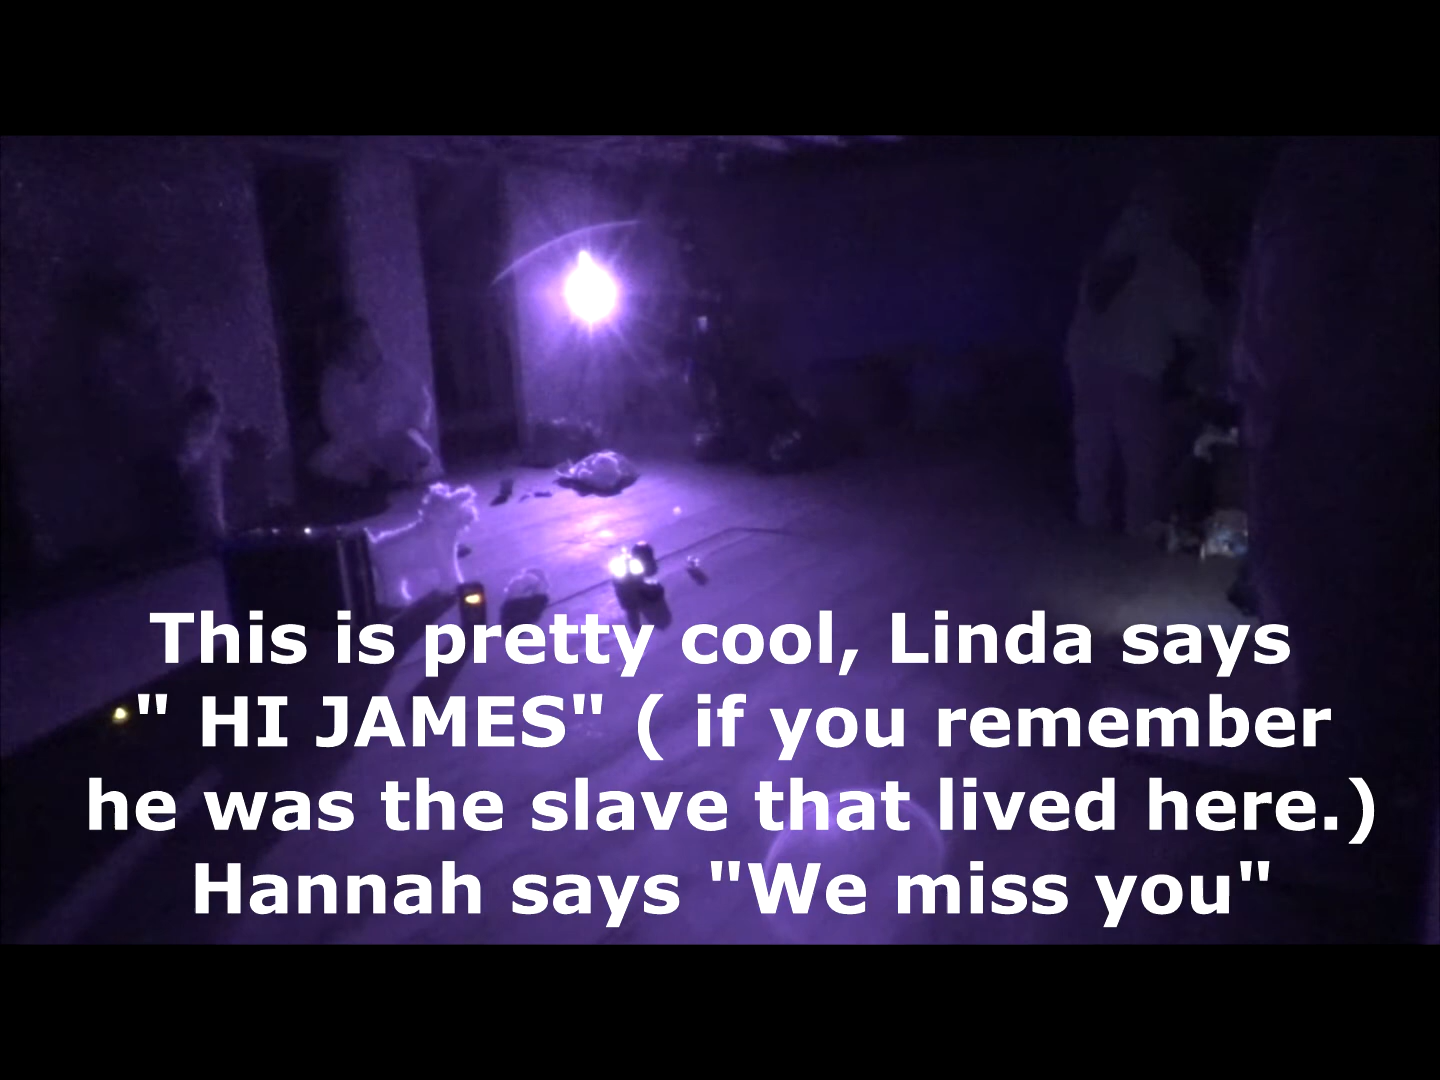 This is pretty cool, Linda says
" HI JAMES" ( if you remember
he was the slave that lived here.)
Hannah says "We miss you"